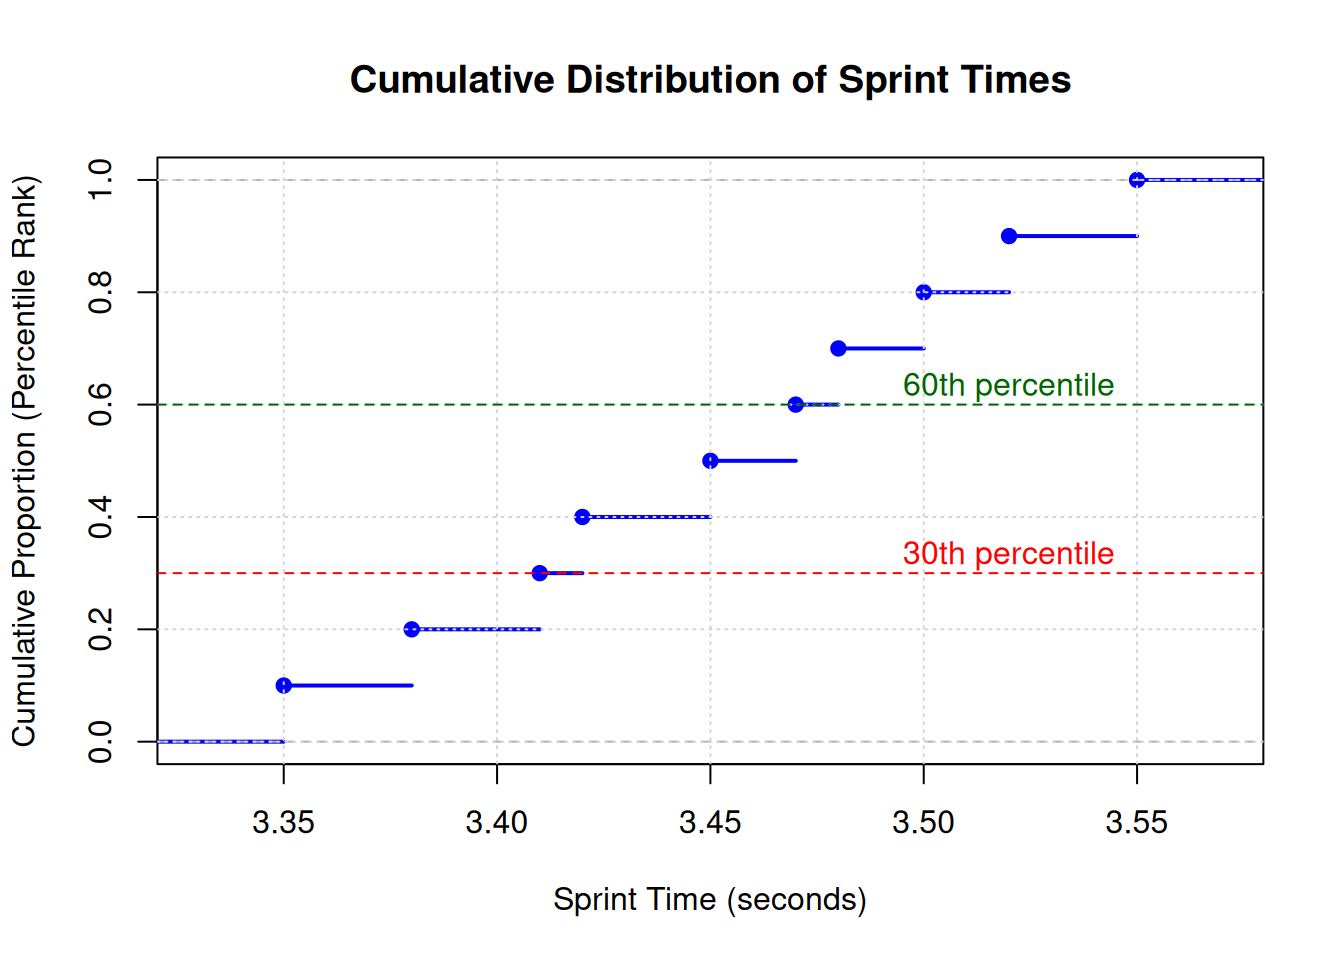 Cumulative Distribution of Sprint Times
Cumulative Proportion (Percentile Rank)
1.0
0.8
0.6
0.4
0.2
0.0
60th percentile
30th percentile
3.35 3.40 3.45 3.50 3.55
Sprint Time (seconds)